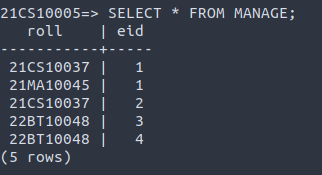 21CS10005=> SELECT * FROM MANAGE;
   roll    | eid
-----------+-----
 21CS10037 |   1
 21MA10045 |   1
 21CS10037 |   2
 22BT10048 |   3
 22BT10048 |   4
(5 rows)